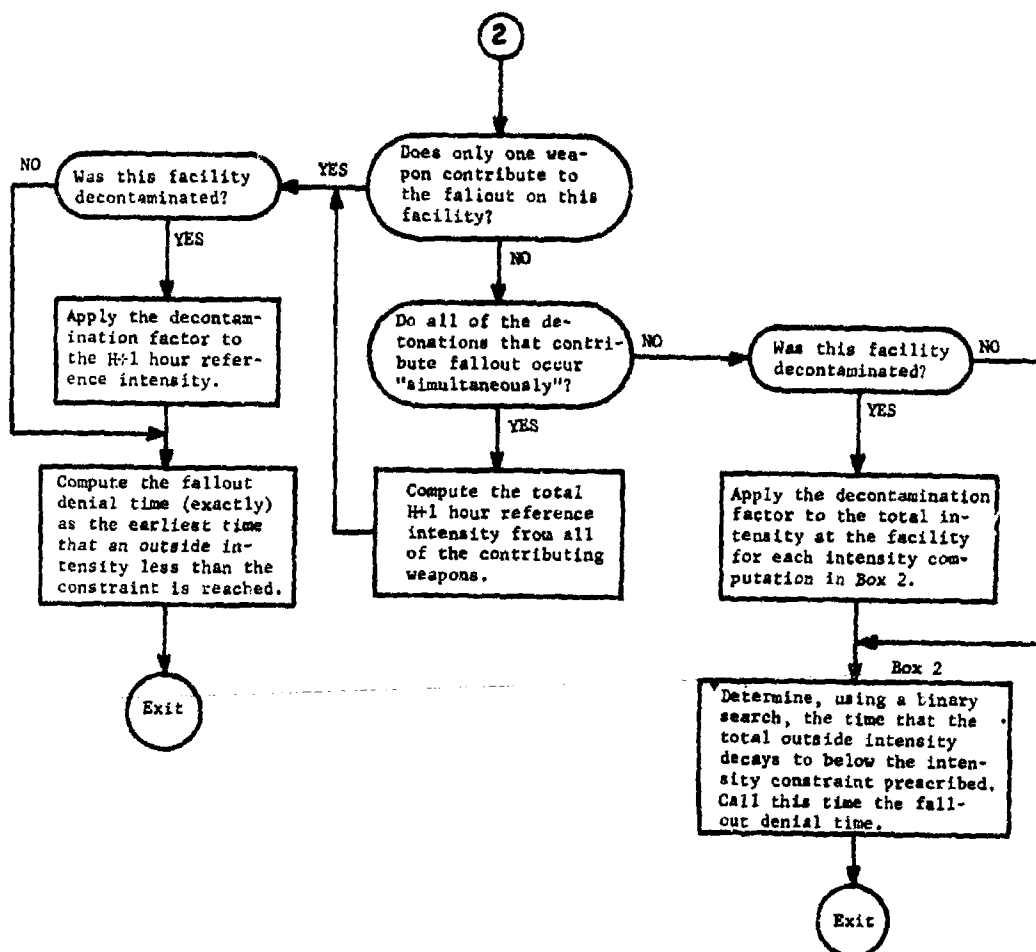 2
Does only one wea-
pon contribute to
the fallout on this
facility?
YES
NO
Was this facility
decontaminated?
YES
Apply the decontam-
ination factor to
the H+1 hour refer-
ence intensity.
Compute the fallout
denial time (exactly)
as the earliest time
that an outside in-
tensity less than the
constraint is reached.
Exit
NO
Do all of the de-
tonations that contri-
bute fallout occur
"simultaneously"?
YES
Compute the total
H+1 hour reference
intensity from all
of the contributing
weapons.
NO
Was this facility
decontaminated?
NO
YES
Apply the decontamination
factor to the total in-
tensity at the facility
for each intensity com-
putation in Box 2.
Box 2
Determine, using a binary
search, the time that the
total outside intensity
decays to below the inten-
sity constraint prescribed.
Call this time the fall-
out denial time.
Exit